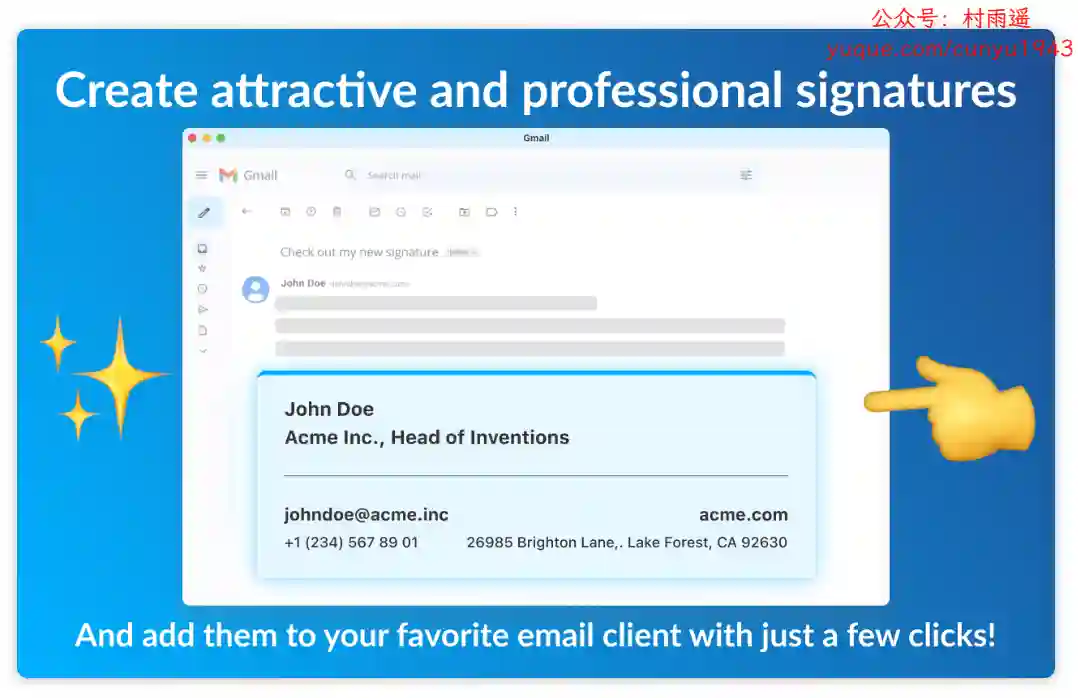 公众号：村雨遥
yuque.com/cunyu1943
Create attractive and professional signatures
Gmail
Gmail
Search mail
Check out my new signature
John Doe
John Doe
Acme Inc., Head of Inventions
johndoe@acme.inc acme.com
+1 (234) 567 89 01 26985 Brighton Lane,. Lake Forest, CA 92630
And add them to your favorite email client with just a few clicks!